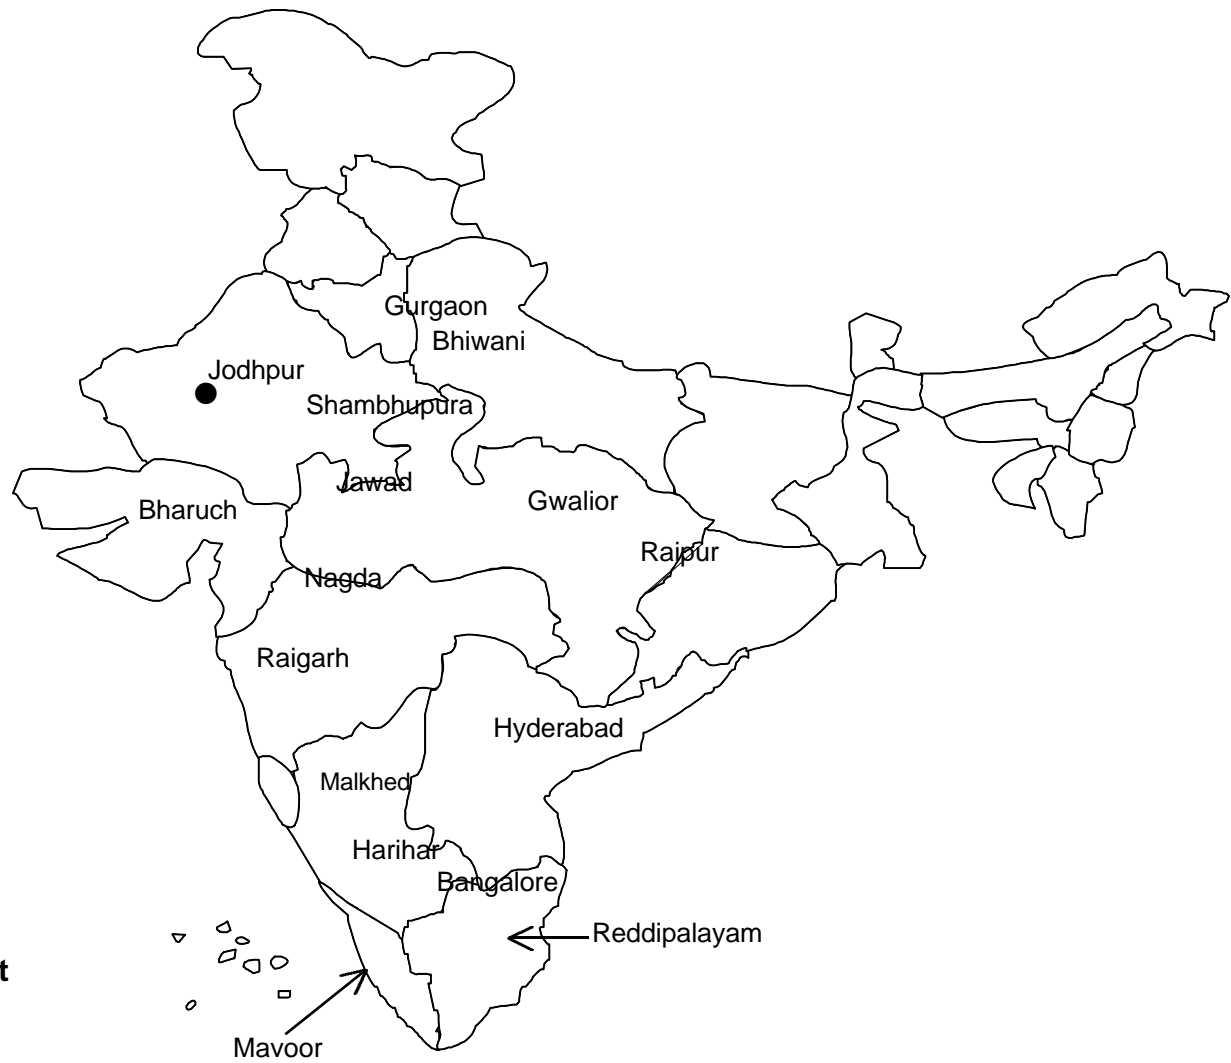 Gurgaon
Bhiwani
Jodhpur
Shambhupura
Jawad
Gwalior
Bharuch
Raipur
Nagda
Raigarh
Hyderabad
Malkhed
Harihar
Bangalore
Reddipalayam
t
Mavoor